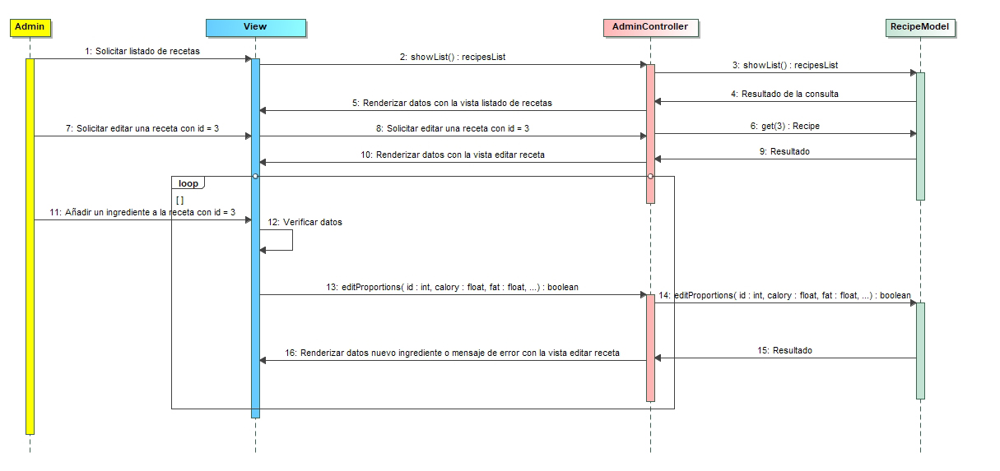 Admin
View
AdminController
RecipeModel
1: Solicitar listado de recetas
2: showList() : recipesList
3: showList() : recipesList
4: Resultado de la consulta
5: Renderizar datos con la vista listado de recetas
7: Solicitar editar una receta con id = 3
8: Solicitar editar una receta con id = 3
6: get(3) : Recipe
10: Renderizar datos con la vista editar receta
9: Resultado
loop
[ ]
11: Añadir un ingrediente a la receta con id = 3
12: Verificar datos
13: editProportions( id : int, calory : float, fat : float, ...) : boolean
14: editProportions( id : int, calory : float, fat : float, ...) : boolean
16: Renderizar datos nuevo ingrediente o mensaje de error con la vista editar receta
15: Resultado